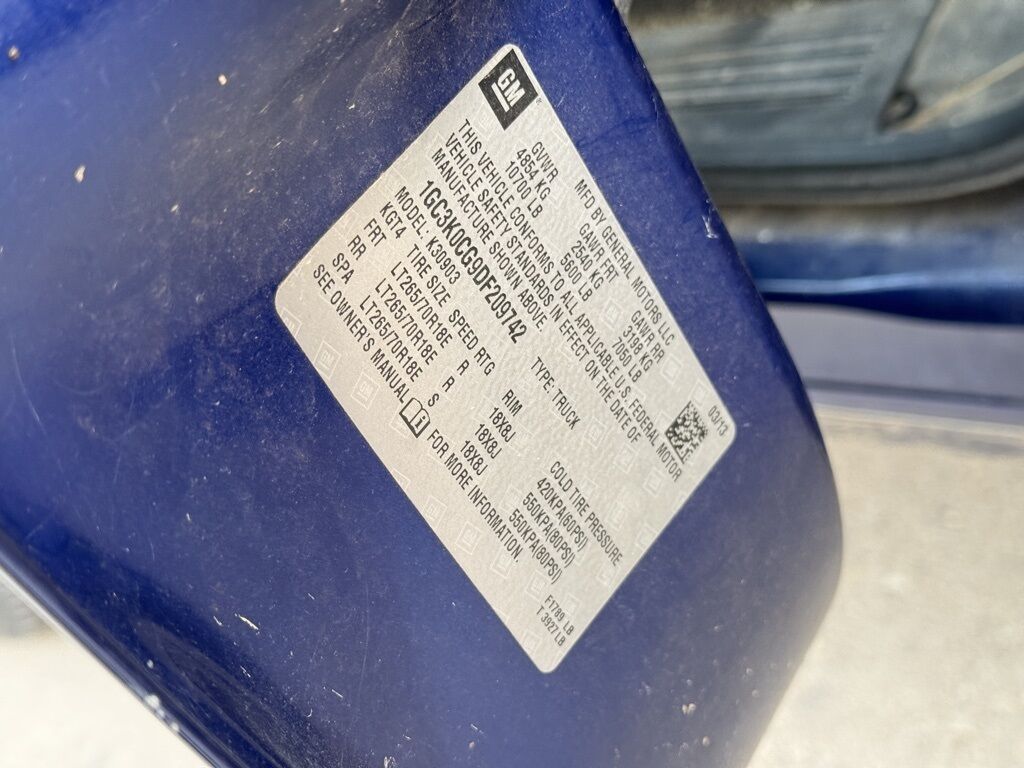 GM
MFD BY GENERAL MOTORS LLC 03/13
GVWR GAWR FRT GAWR RR
4854 KG 2540 KG 3198 KG
10700 LB 5600 LB 7050 LB
THIS VEHICLE CONFORMS TO ALL APPLICABLE U.S. FEDERAL MOTOR
VEHICLE SAFETY STANDARDS IN EFFECT ON THE DATE OF
MANUFACTURE SHOWN ABOVE.
1GC3K0CG9DF209742 TYPE: TRUCK
MODEL: K30903
KGT4 TIRE SIZE SPEED RTG RIM COLD TIRE PRESSURE
FRT LT265/70R18E R 18X8J 420KPA(60PSI)
RR LT265/70R18E R 18X8J 550KPA(80PSI)
SPA LT265/70R18E S 18X8J 550KPA(80PSI)
SEE OWNER'S MANUAL i FOR MORE INFORMATION.
F1789 LB
T 3927 LB